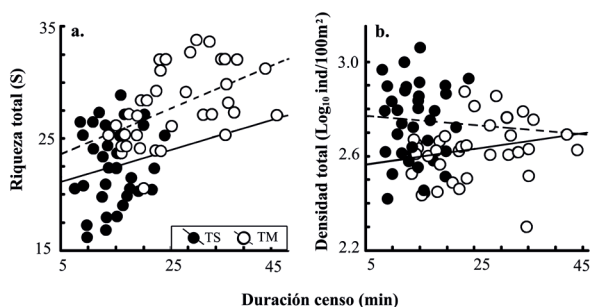 a.
Riqueza total (S)
35
25
15
TS TM
5 25 45
b.
Densidad total (Log₁₀ ind/100m²)
3.0
2.6
2.2
5 25 45
Duración censo (min)